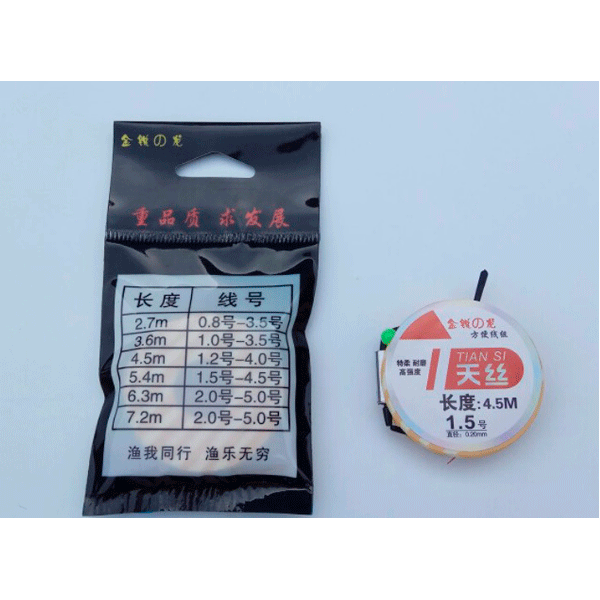 金钱の龙
重品质 求发展
长度 线号
2.7m 0.8号-3.5号
3.6m 1.0号-3.5号
4.5m 1.2号-4.0号
5.4m 1.5号-4.5号
6.3m 2.0号-5.0号
7.2m 2.0号-5.0号
渔我同行 渔乐无穷
金钱の龙
方便线组
特柔 耐磨
高强度
TIAN SI
天丝
长度:4.5M
1.5号
直径:0.20mm